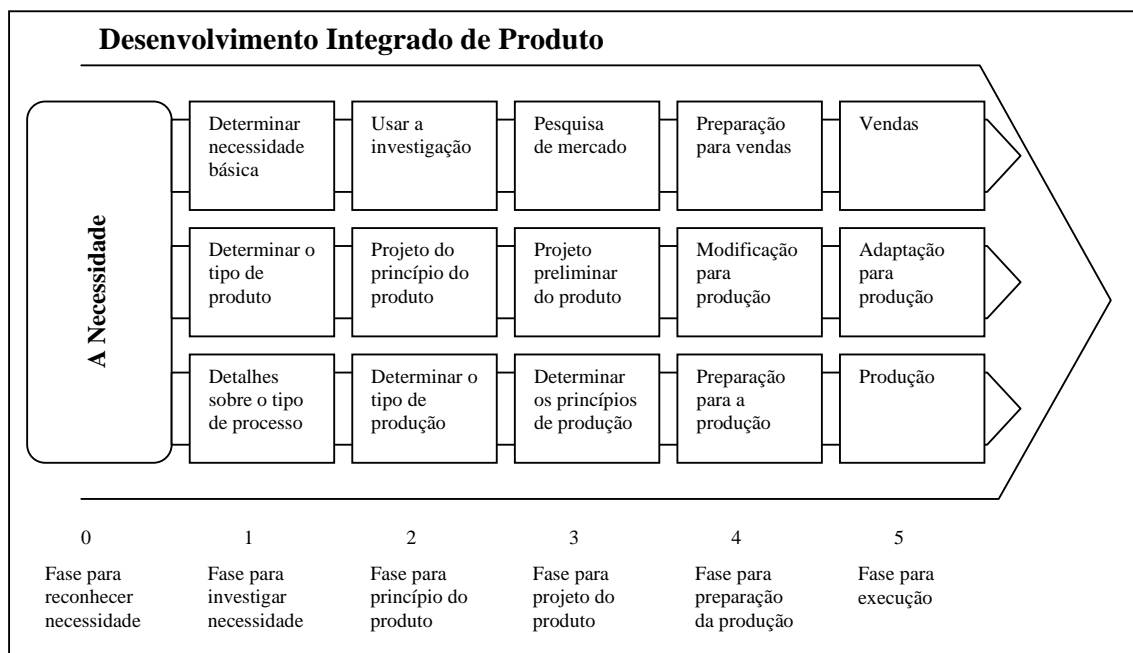 Desenvolvimento Integrado de Produto
A Necessidade
Determinar
necessidade
básica
Usar a
investigação
Pesquisa
de mercado
Preparação
para vendas
Vendas
Determinar o
tipo de
produto
Projeto do
princípio do
produto
Projeto
preliminar
do produto
Modificação
para
produção
Adaptação
para
produção
Detalhes
sobre o tipo
de processo
Determinar o
tipo de
produção
Determinar
os princípios
de produção
Preparação
para a
produção
Produção
0
Fase para
reconhecer
necessidade
1
Fase para
investigar
necessidade
2
Fase para
princípio do
produto
3
Fase para
projeto do
produto
4
Fase para
preparação
da produção
5
Fase para
execução